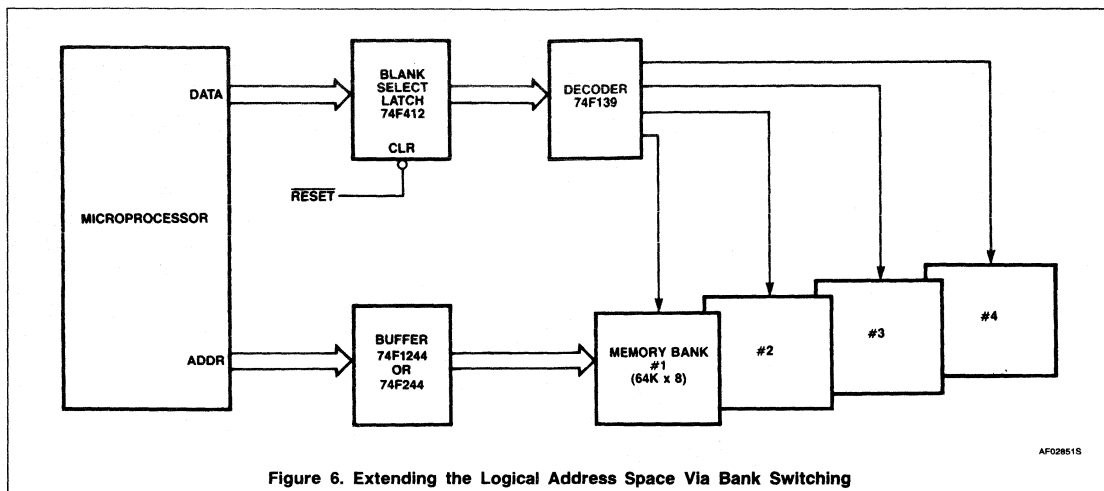 MICROPROCESSOR
DATA
ADDR
BLANK
SELECT
LATCH
74F412
CLR
RESET
DECODER
74F139
BUFFER
74F1244
OR
74F244
MEMORY BANK
#1
(64K x 8)
#2
#3
#4
AF02851S
Figure 6. Extending the Logical Address Space Via Bank Switching